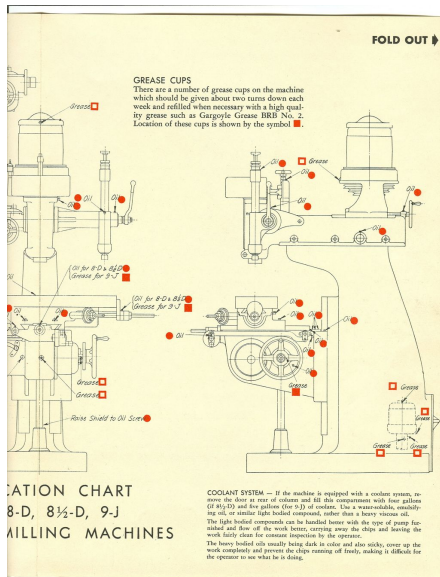 FOLD OUT
GREASE CUPS
There are a number of grease cups on the machine
which should be given about two turns down each
week and refilled when necessary with a high qual-
ity grease such as Gargoyle Grease BRB No. 2.
Location of these cups is shown by the symbol
Grease
Oil
Oil
Oil
Oil
Oil for 8-D & 8½-D
Grease for 9-J
Oil
Oil for 8-D & 8½-D
Grease for 9-J
Oil
Oil
Grease
Grease
Raise Shield to Oil Screw
Grease
Oil
Oil
Oil
Oil
Oil
Oil
Oil
Oil
Oil
Oil
Oil
Oil
Oil
Grease
Grease
Grease
Grease
Grease
CATION CHART
8-D, 8½-D, 9-J
MILLING MACHINES
COOLANT SYSTEM — If the machine is equipped with a coolant system, re-
move the door at rear of column and fill this compartment with four gallons
(if 8½-D) and five gallons (for 9-J) of coolant. Use a water-soluble, emulsify-
ing oil, or similar light bodied compound, rather than a heavy viscous oil.
The light bodied compounds can be handled better with the type of pump fur-
nished and flow off the work better, carrying away the chips and leaving the
work fairly clean for constant inspection by the operator.
The heavy bodied oils usually being dark in color and also sticky, cover up the
work completely and prevent the chips running off freely, making it difficult for
the operator to see what he is doing.